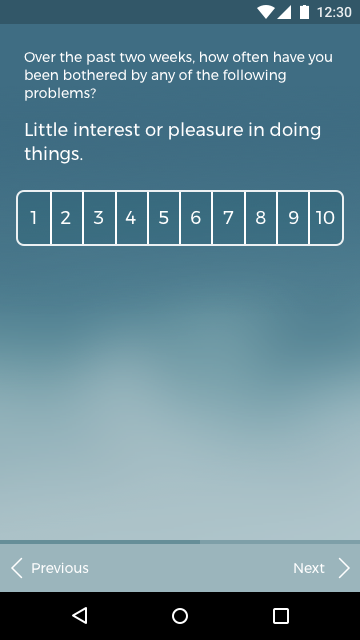 12:30
Over the past two weeks, how often have you
been bothered by any of the following
problems?
Little interest or pleasure in doing
things.
1 2 3 4 5 6 7 8 9 10
Previous Next